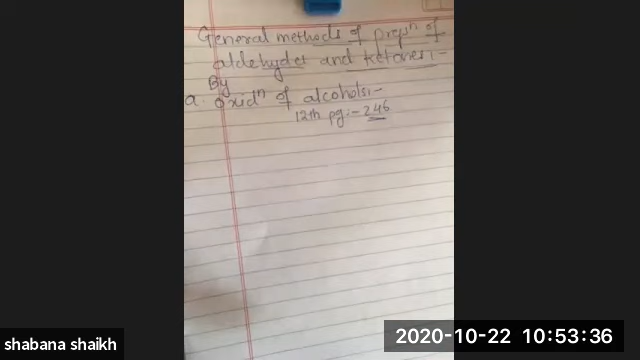 General methods of prepn of
aldehydes and ketones:-
By
a. oxidn of alcohols:-
12th pg:- 246
shabana shaikh
2020-10-22 10:53:36